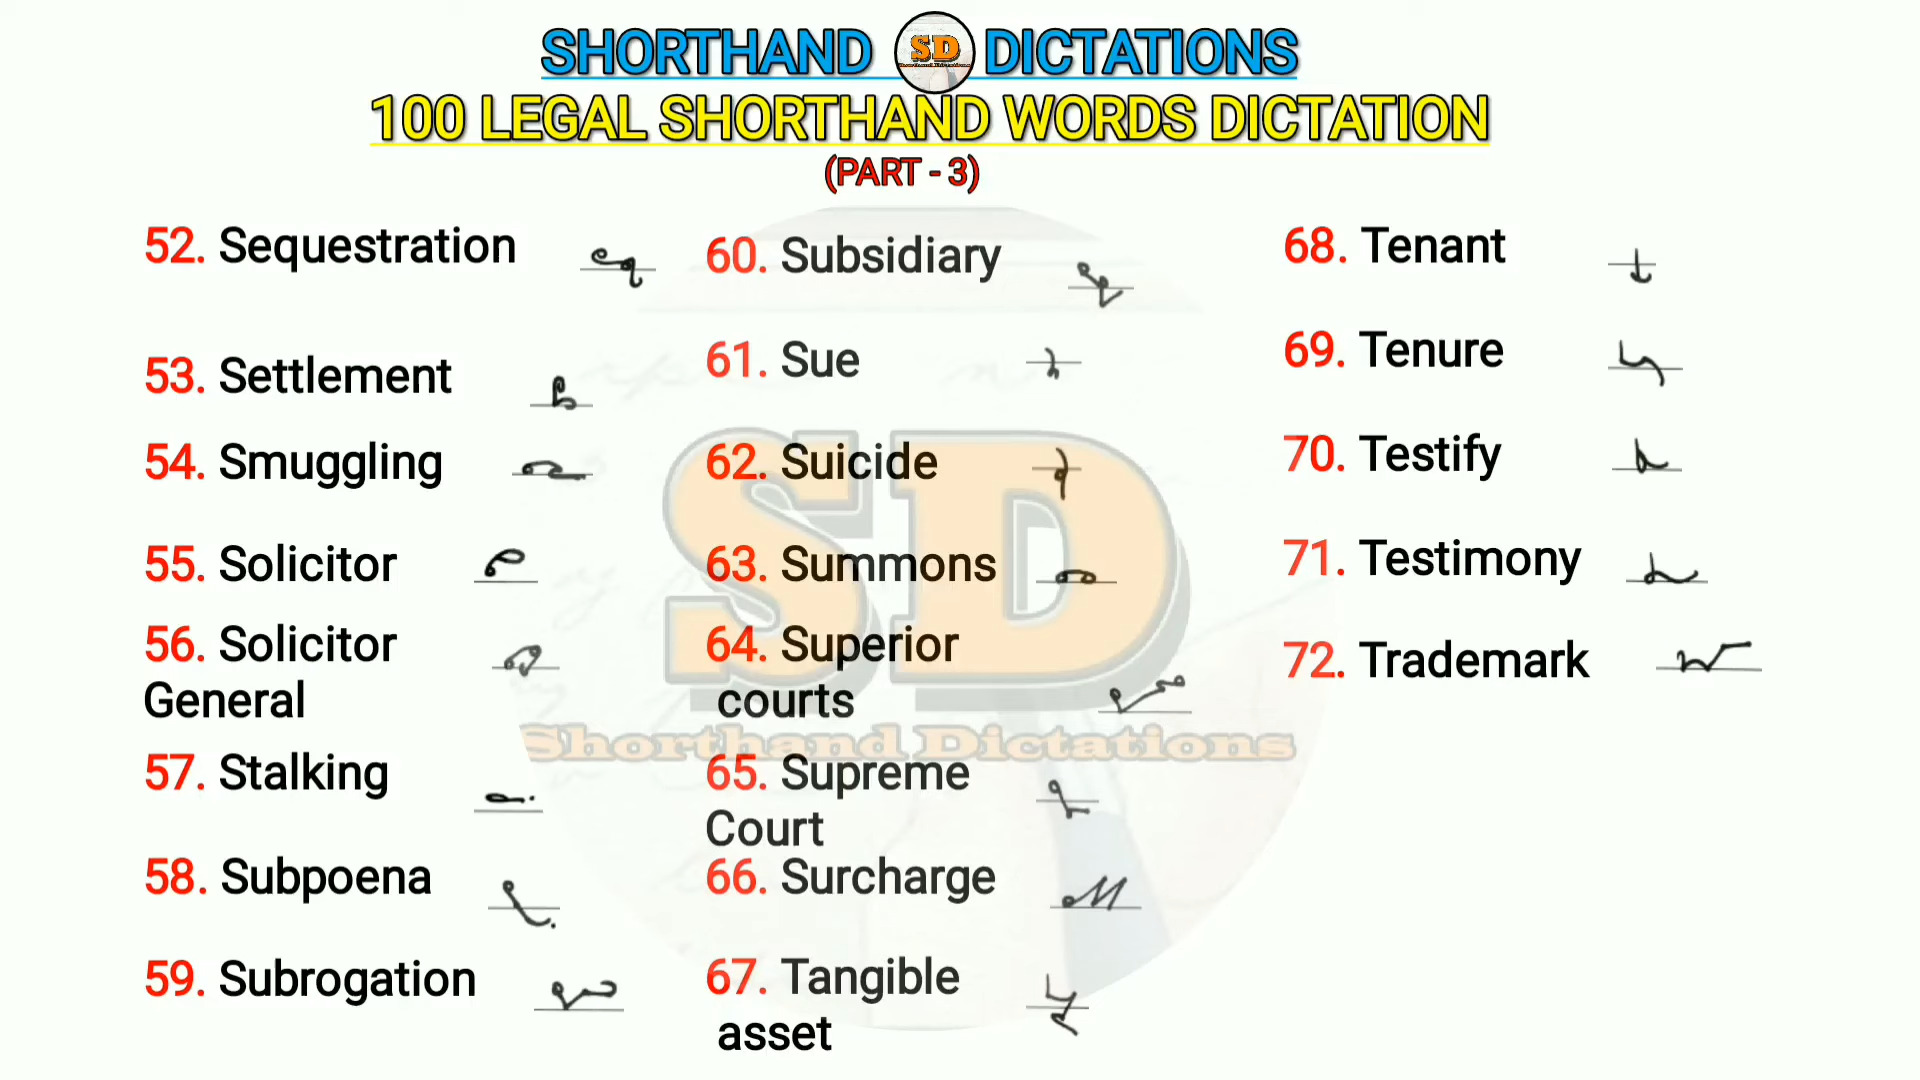 SHORTHAND SD DICTATIONS
100 LEGAL SHORTHAND WORDS DICTATION
(PART - 3)
52. Sequestration
53. Settlement
54. Smuggling
55. Solicitor
56. Solicitor
General
57. Stalking
58. Subpoena
59. Subrogation
60. Subsidiary
61. Sue
62. Suicide
63. Summons
64. Superior
courts
65. Supreme
Court
66. Surcharge
67. Tangible
asset
68. Tenant
69. Tenure
70. Testify
71. Testimony
72. Trademark
SD
Shorthand Dictations